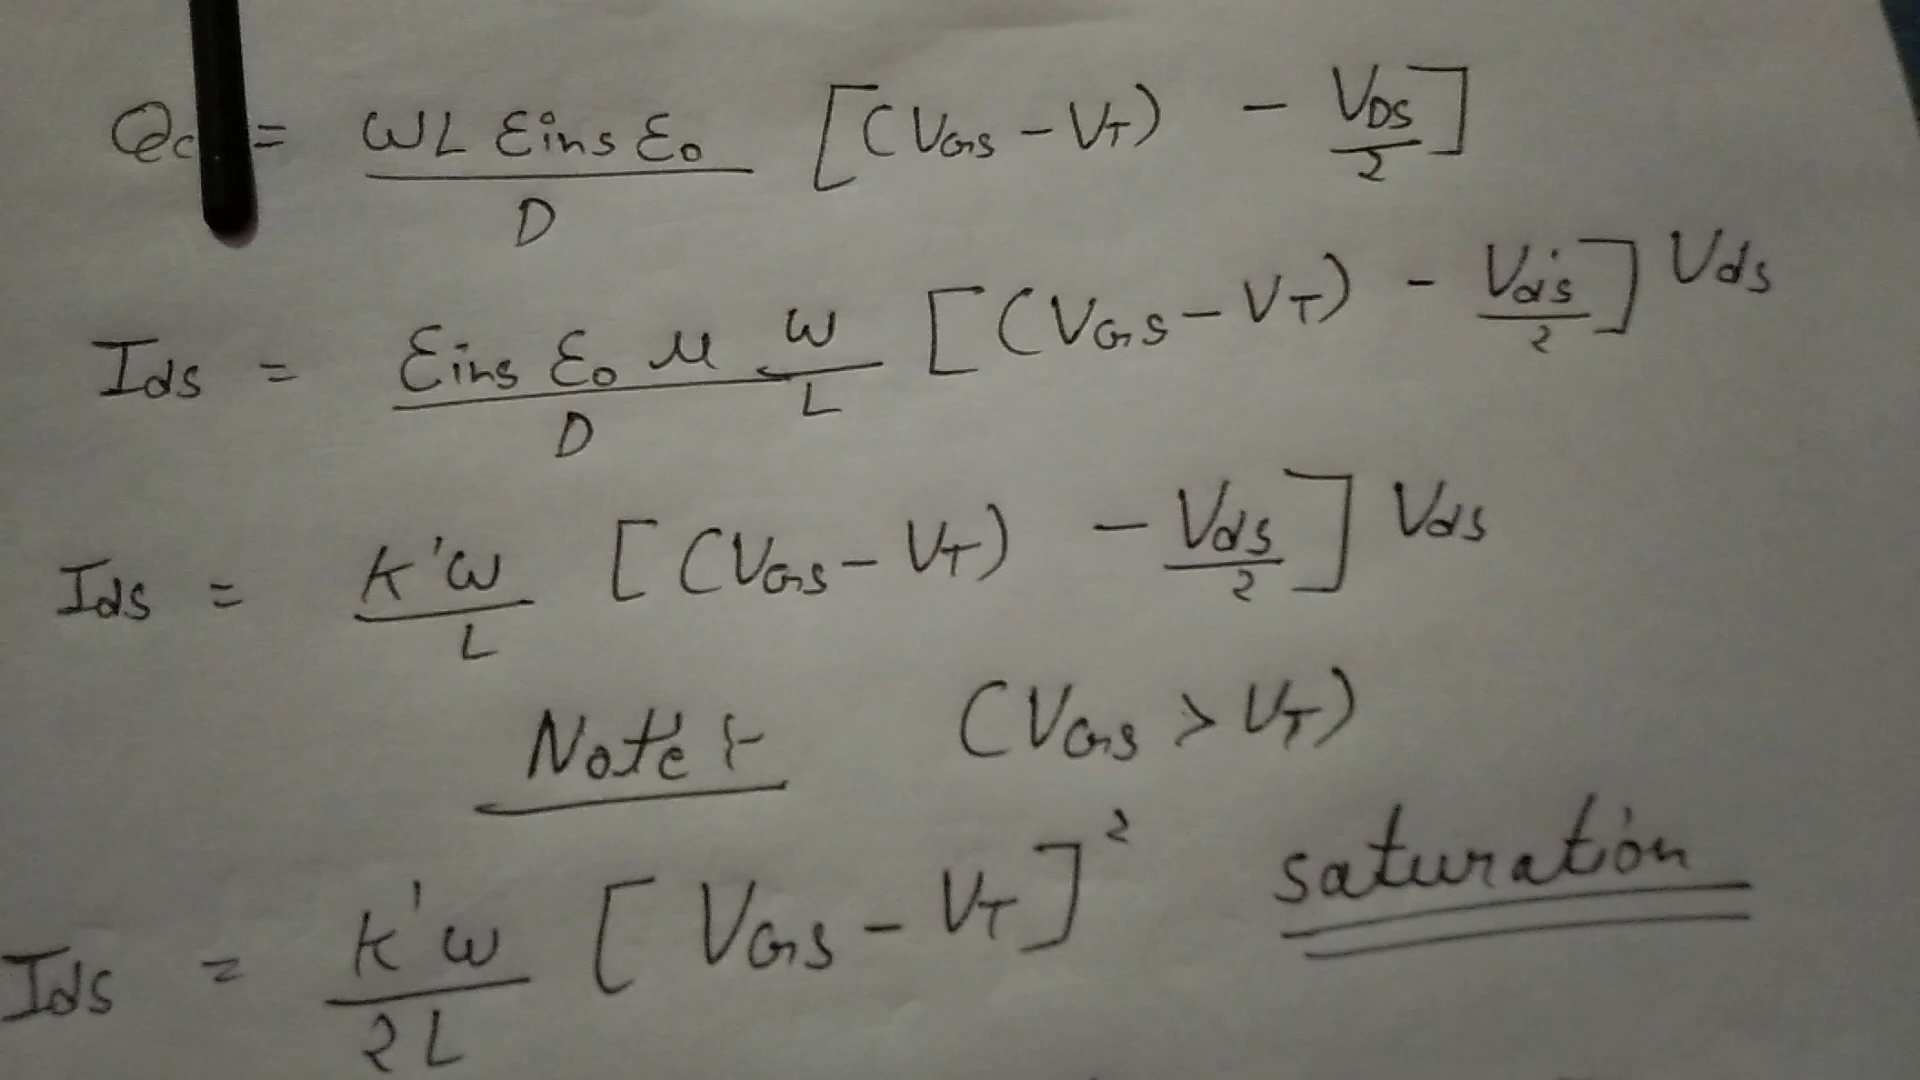 Qc = WL εins ε0 / D [(VGS - VT) - VDS/2]
Ids = εins ε0 μ / D W/L [(VGS - VT) - Vds/2] Vds
Ids = K'W / L [(VGS - VT) - Vds/2] Vds
Note :- (VGS > VT)
Ids = K'W / 2L [VGS - VT]² saturation